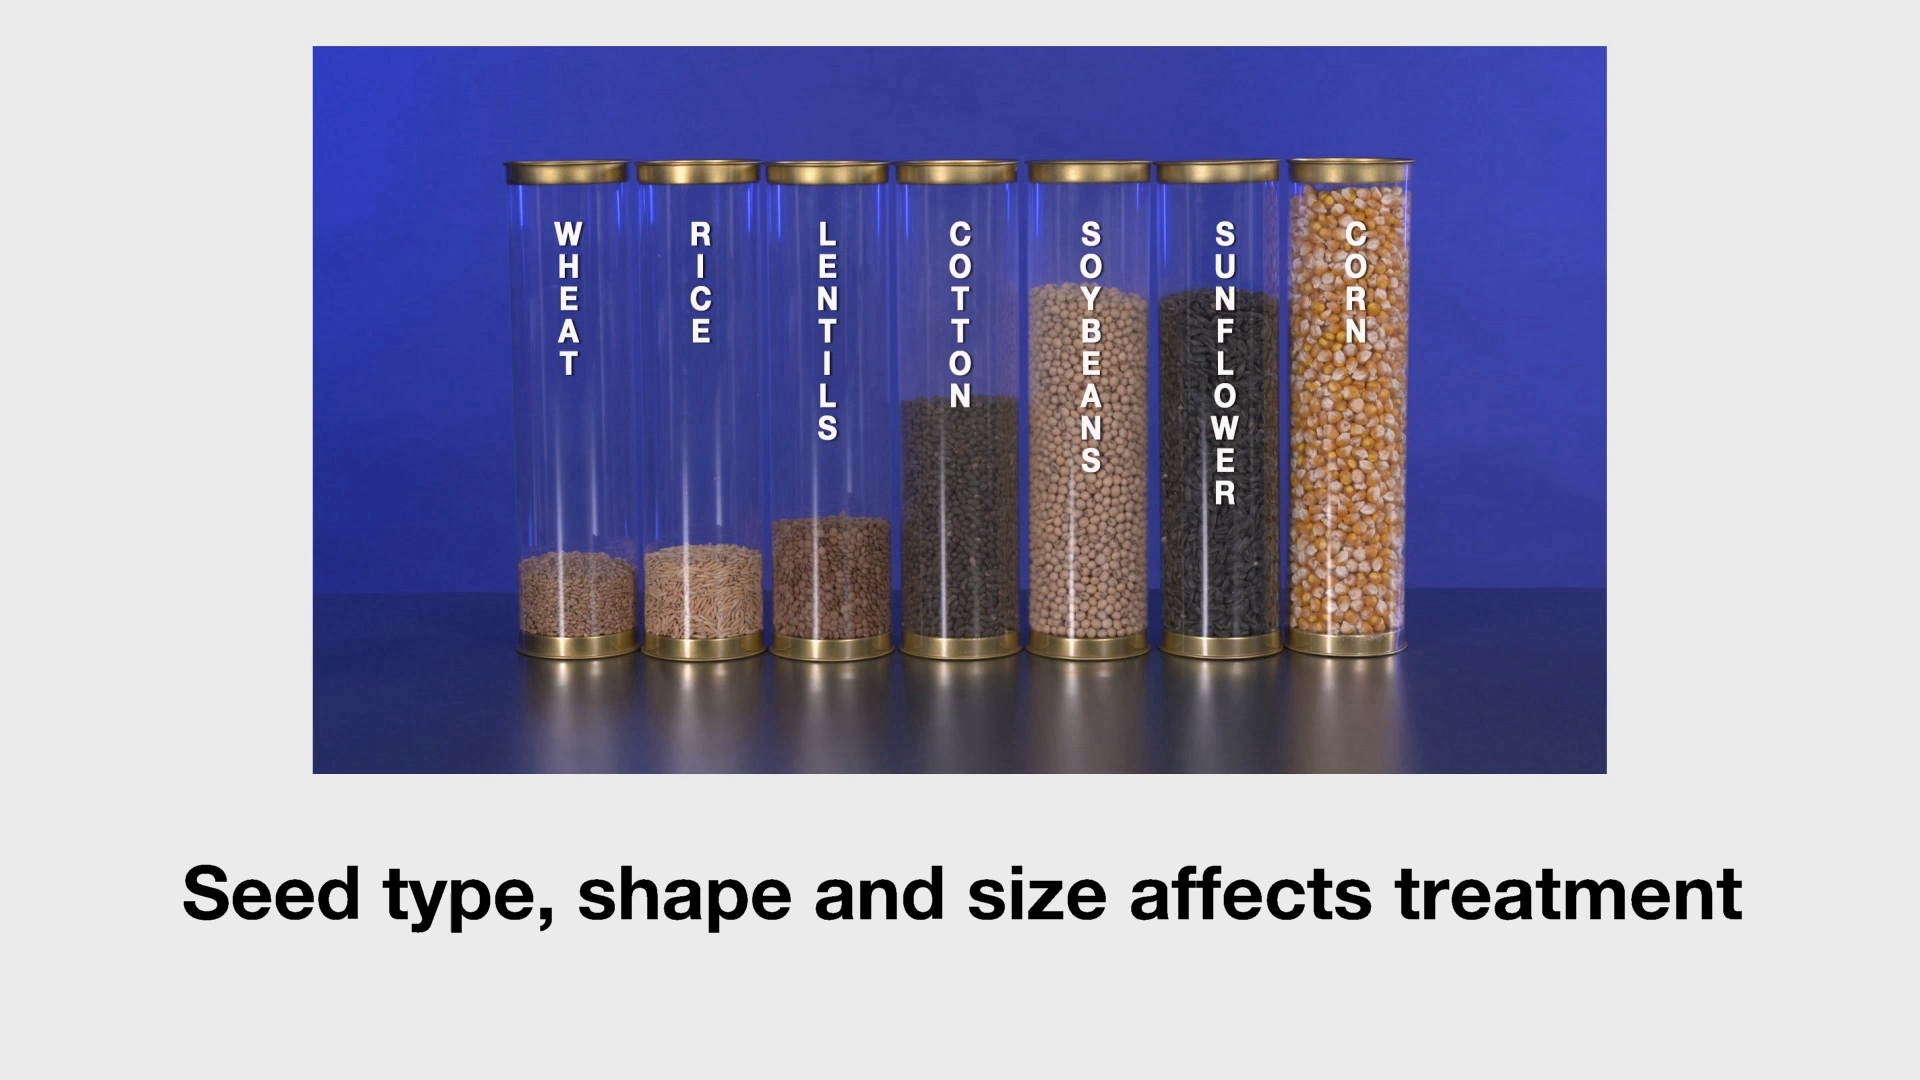 WHEAT
RICE
LENTILS
COTTON
SOYBEANS
SUNFLOWER
CORN
Seed type, shape and size affects treatment